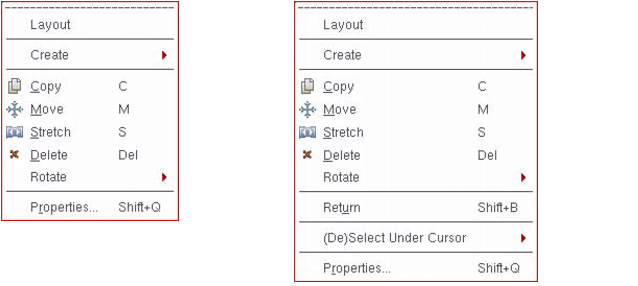 Layout
Create
Copy C
Move M
Stretch S
Delete Del
Rotate
Properties... Shift+Q
Layout
Create
Copy C
Move M
Stretch S
Delete Del
Rotate
Return Shift+B
(De)Select Under Cursor
Properties... Shift+Q